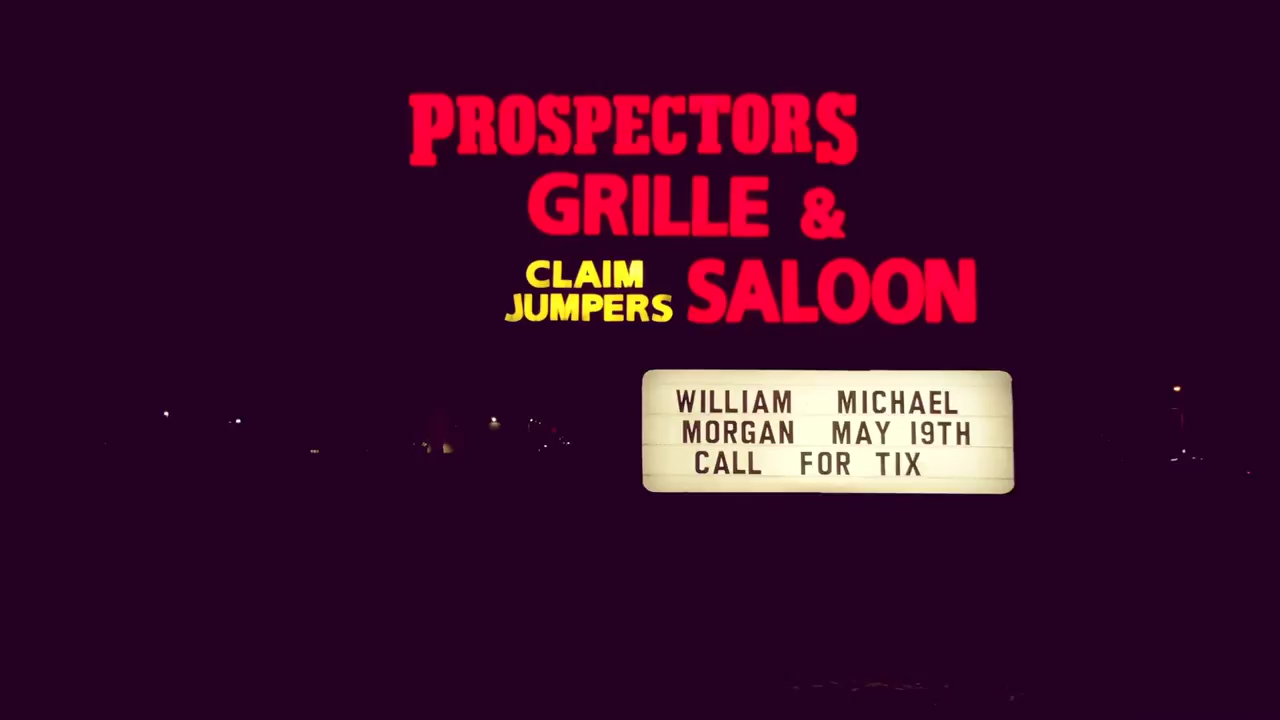 PROSPECTORS
GRILLE &
CLAIM
JUMPERS
SALOON
WILLIAM MICHAEL
MORGAN MAY 19TH
CALL FOR TIX